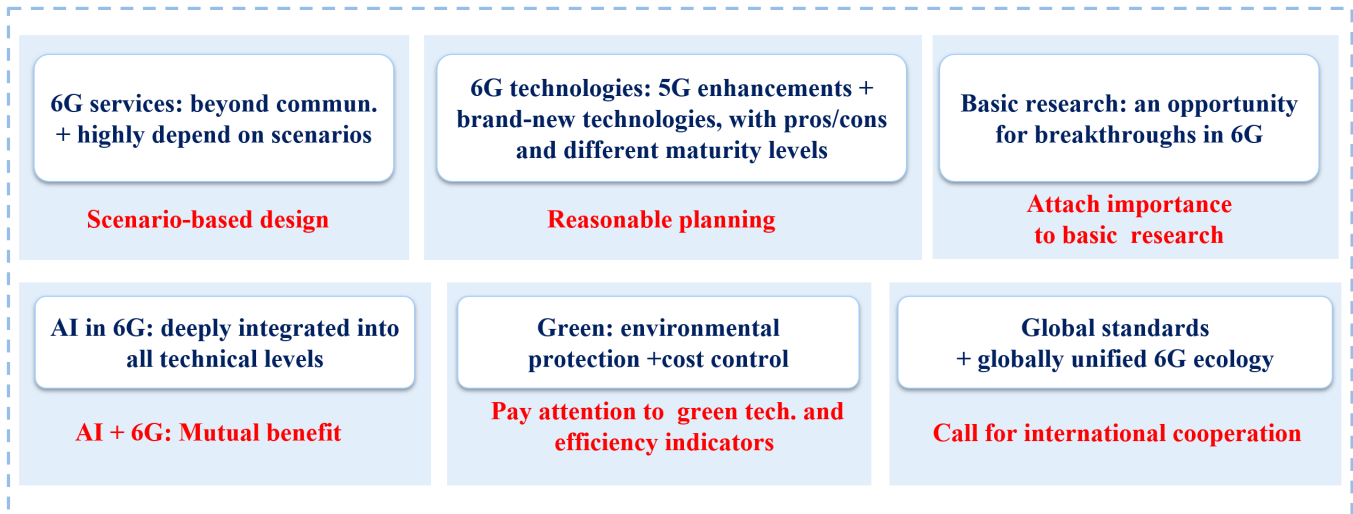 6G services: beyond commun.
+ highly depend on scenarios
Scenario-based design
6G technologies: 5G enhancements +
brand-new technologies, with pros/cons
and different maturity levels
Reasonable planning
Basic research: an opportunity
for breakthroughs in 6G
Attach importance
to basic  research
AI in 6G: deeply integrated into
all technical levels
AI + 6G: Mutual benefit
Green: environmental
protection +cost control
Pay attention to  green tech. and
efficiency indicators
Global standards
+ globally unified 6G ecology
Call for international cooperation